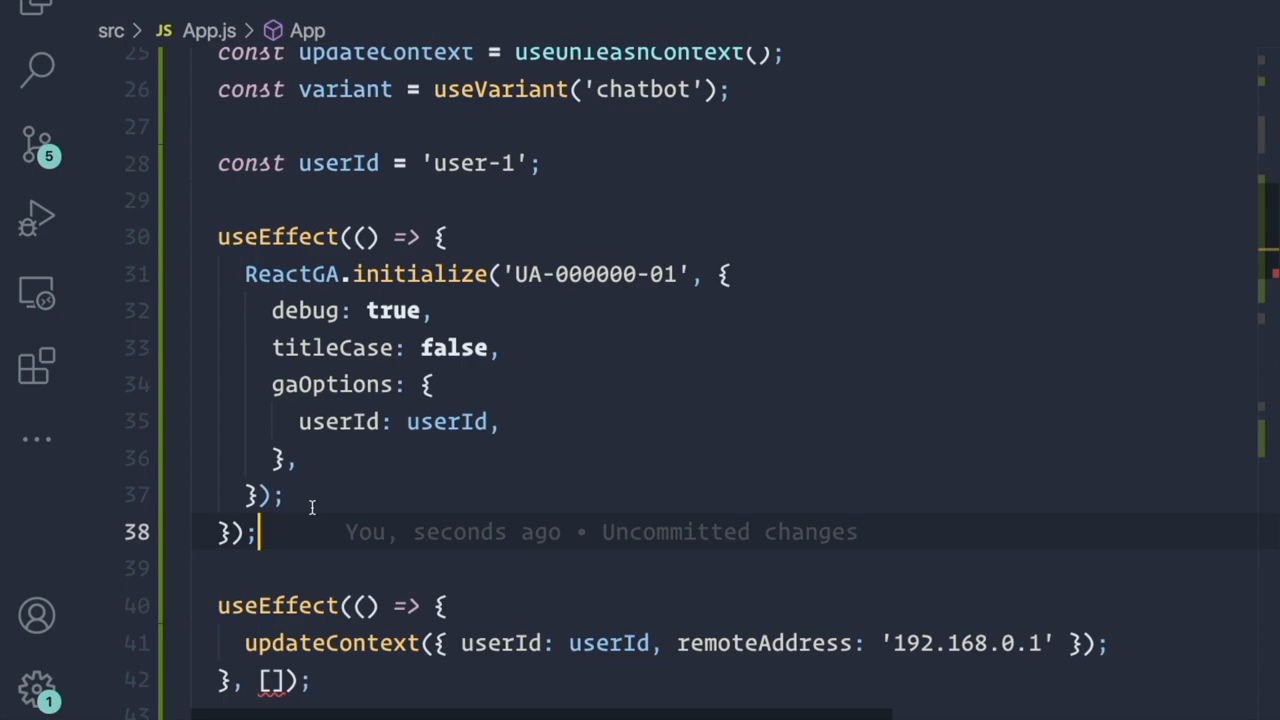 src > JS App.js > App
25 const updateContext = useUnleashContext();
26 const variant = useVariant('chatbot');
27
28 const userId = 'user-1';
29
30 useEffect(() => {
31 ReactGA.initialize('UA-000000-01', {
32 debug: true,
33 titleCase: false,
34 gaOptions: {
35 userId: userId,
36 },
37 });
38 }); You, seconds ago • Uncommitted changes
39
40 useEffect(() => {
41 updateContext({ userId: userId, remoteAddress: '192.168.0.1' });
42 }, []);
43
5
1